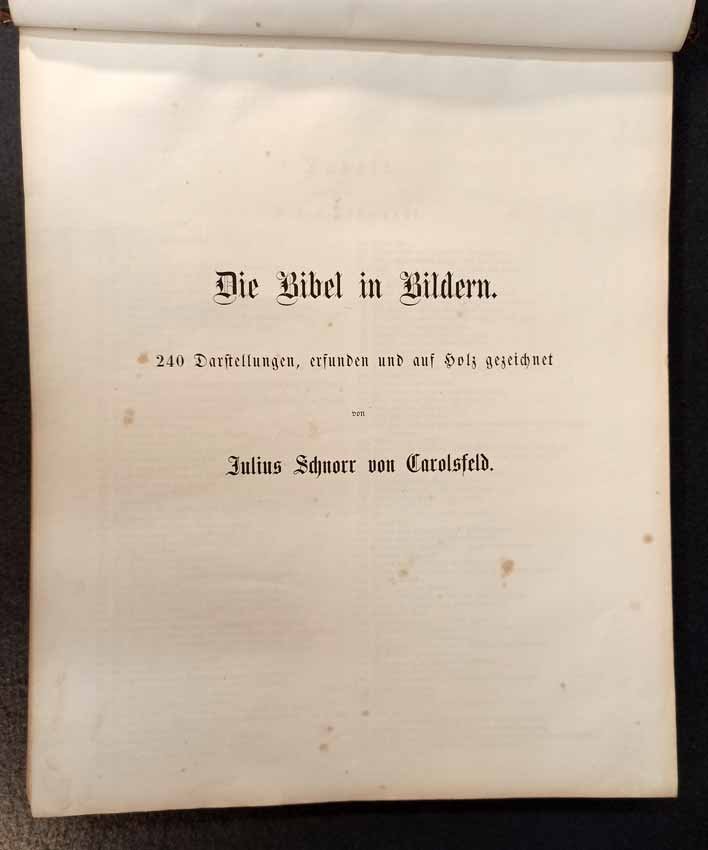 Die Bibel in Bildern.
240 Darstellungen, erfunden und auf Holz gezeichnet
von
Julius Schnorr von Carolsfeld.